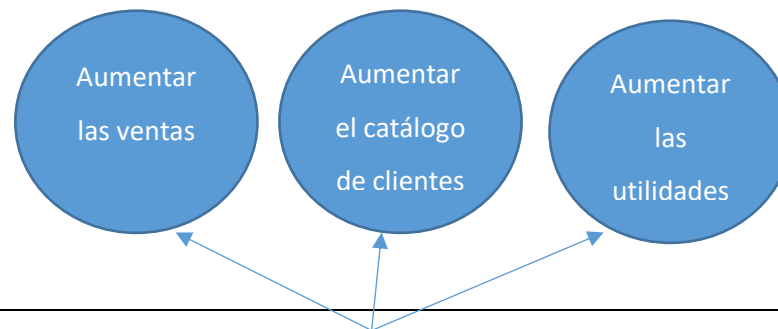 Aumentar
las ventas
Aumentar
el catálogo
de clientes
Aumentar
las
utilidades